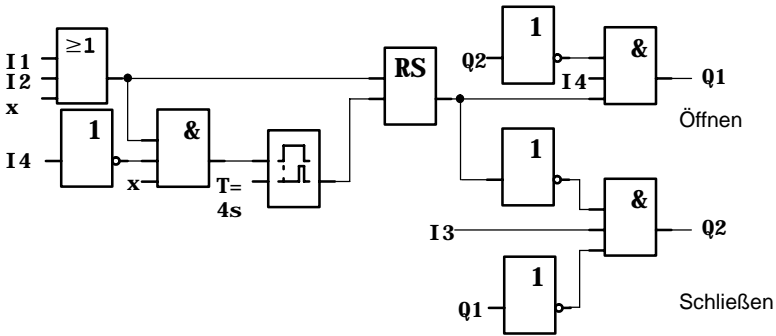 I1
I2
x
≥1
I4
1
x
&
T=
4s
RS
Q2
1
I4
&
Q1
Öffnen
1
I3
&
Q2
Q1
1
Schließen